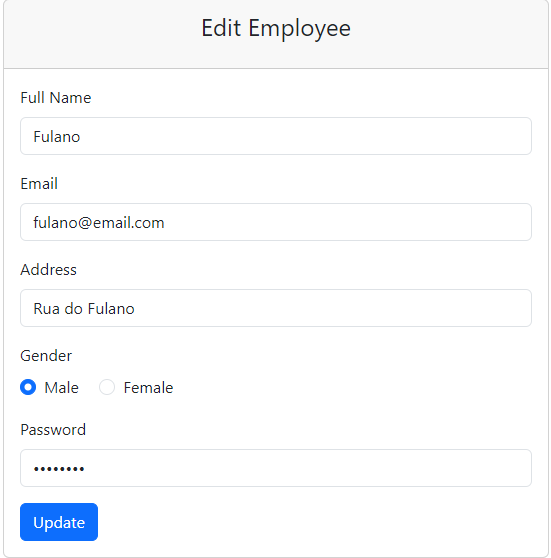 Edit Employee
Full Name
Fulano
Email
fulano@email.com
Address
Rua do Fulano
Gender
Male Female
Password
••••••••
Update